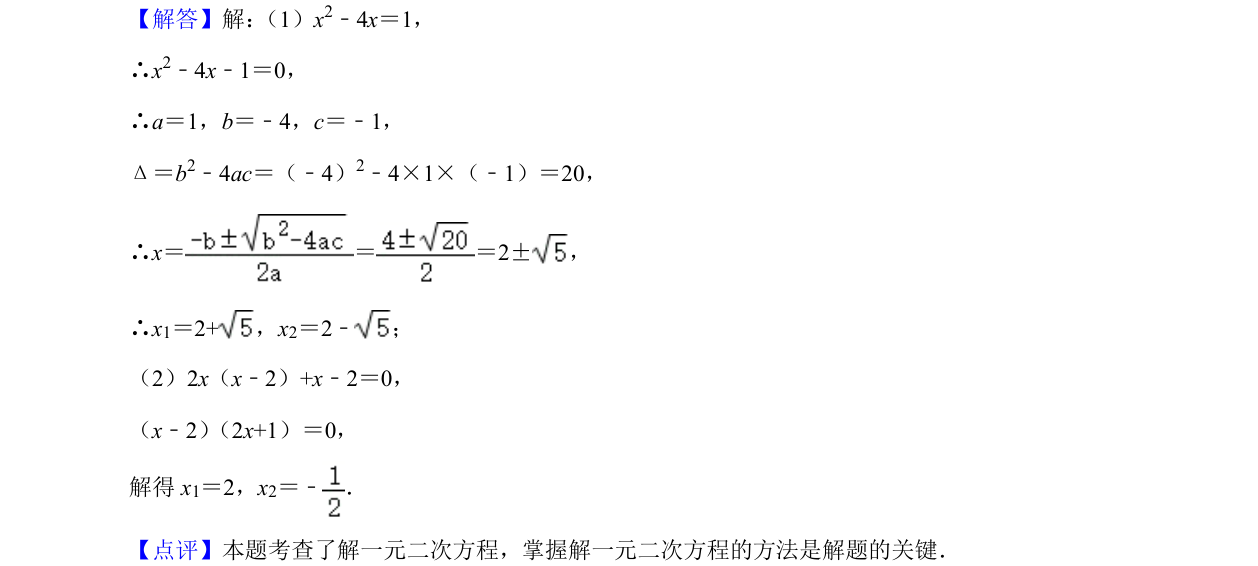 【解答】解：（1）x²﹣4x＝1，
∴x²﹣4x﹣1＝0，
∴a＝1，b＝﹣4，c＝﹣1，
Δ＝b²﹣4ac＝（﹣4）²﹣4×1×（﹣1）＝20，
∴x＝(-b±√(b²-4ac))/(2a)＝(4±√20)/2＝2±√5，
∴x₁＝2+√5，x₂＝2﹣√5；
（2）2x（x﹣2）+x﹣2＝0，
（x﹣2）（2x+1）＝0，
解得 x₁＝2，x₂＝﹣1/2．
【点评】本题考查了解一元二次方程，掌握解一元二次方程的方法是解题的关键．